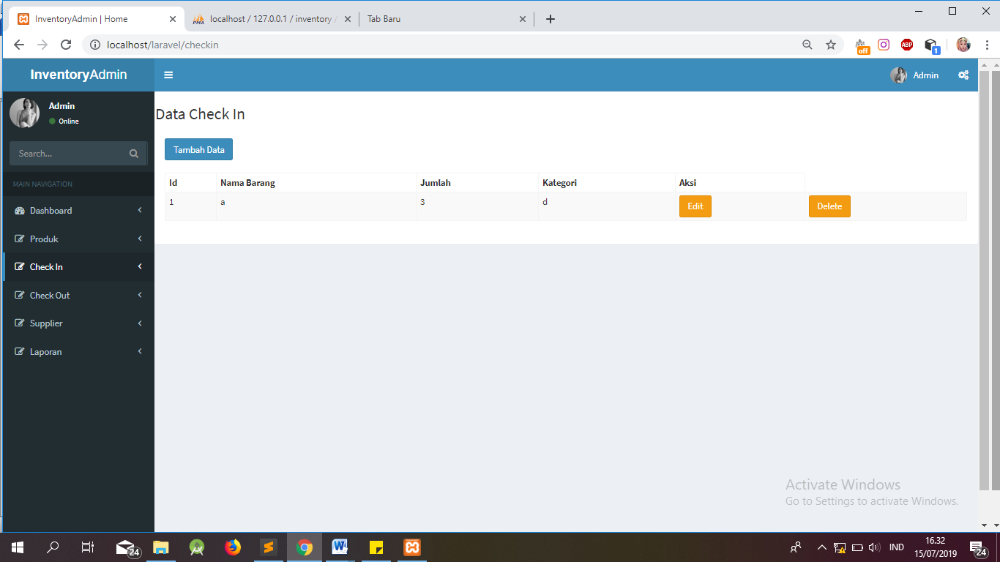 InventoryAdmin | Home
localhost / 127.0.0.1 / inventory /
Tab Baru
localhost/laravel/checkin
off
ABP
1
InventoryAdmin
Admin
Admin
Online
Search...
MAIN NAVIGATION
Dashboard
Produk
Check In
Check Out
Supplier
Laporan
Data Check In
Tambah Data
Id Nama Barang Jumlah Kategori Aksi
1 a 3 d Edit Delete
Activate Windows
Go to Settings to activate Windows.
24
IND
16.32
15/07/2019
24